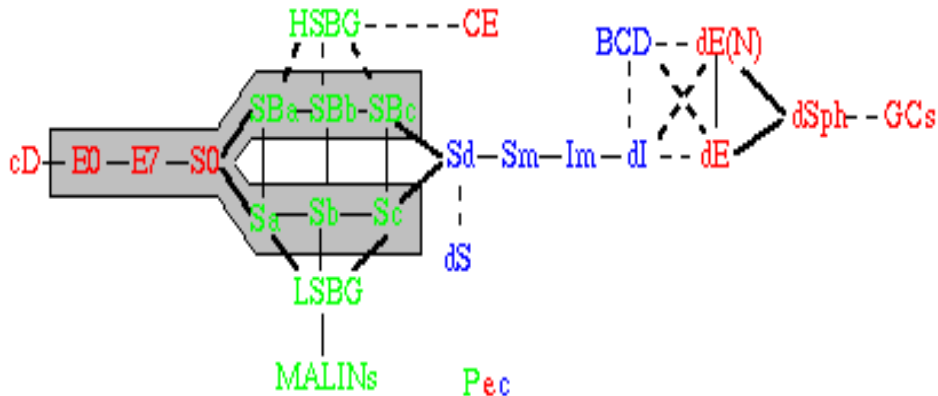 HSBG CE
BCD dE(N)
SBa SBb SBc
dSph GCs
cD E0 E7 S0 Sd Sm Im dI dE
Sa Sb Sc
dS
LSBG
MALINs
Pec